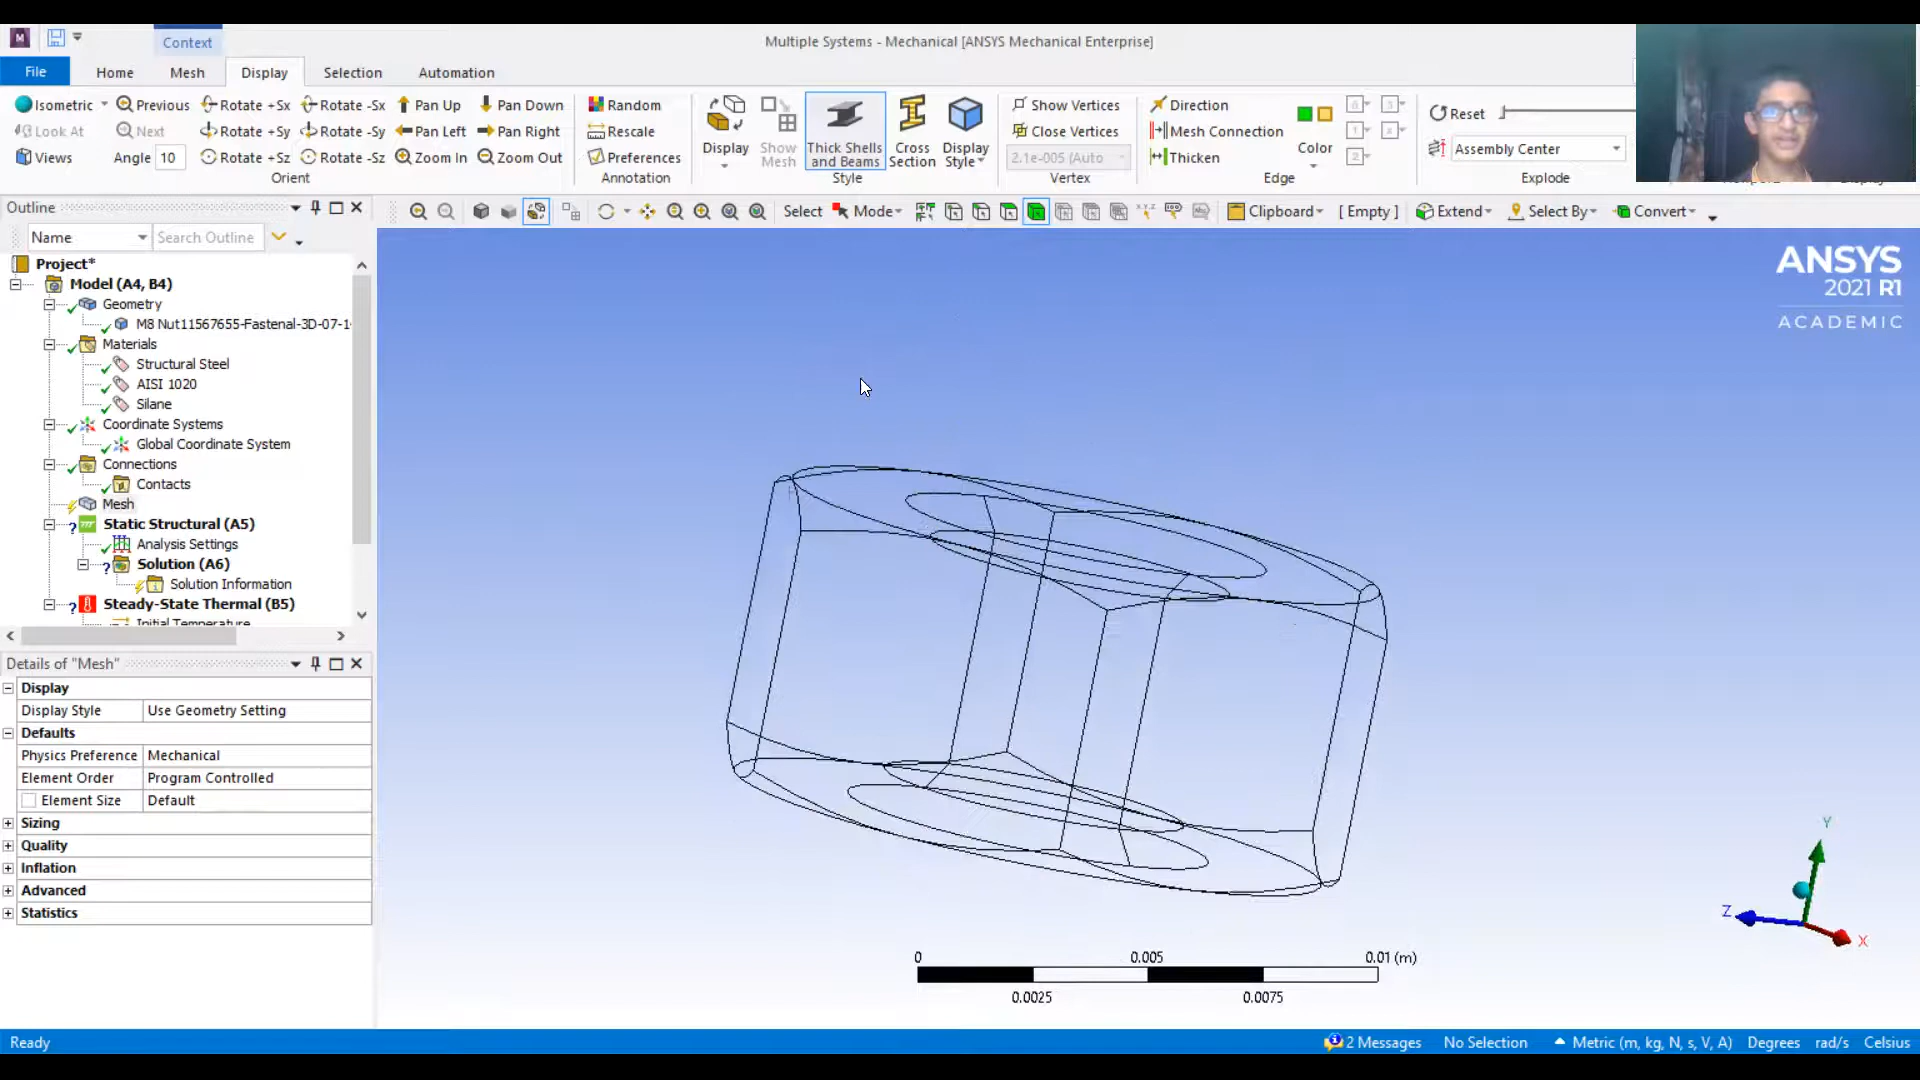 M
Context
Multiple Systems - Mechanical [ANSYS Mechanical Enterprise]
File
Home
Mesh
Display
Selection
Automation
Isometric
Previous
Rotate +Sx
Rotate -Sx
Pan Up
Pan Down
Look At
Next
Rotate +Sy
Rotate -Sy
Pan Left
Pan Right
Views
Angle 10
Rotate +Sz
Rotate -Sz
Zoom In
Zoom Out
Orient
Random
Rescale
Preferences
Annotation
Display
Show
Mesh
Thick Shells
and Beams
Cross
Section
Display
Style
Style
Show Vertices
Close Vertices
2.1e-005 (Auto
Vertex
Direction
Mesh Connection
Thicken
Color
Edge
Reset
Assembly Center
Explode
Outline
Select
Mode
Clipboard
[ Empty ]
Extend
Select By
Convert
Name
Search Outline
Project*
Model (A4, B4)
Geometry
M8 Nut11567655-Fastenal-3D-07-1
Materials
Structural Steel
AISI 1020
Silane
Coordinate Systems
Global Coordinate System
Connections
Contacts
Mesh
Static Structural (A5)
Analysis Settings
Solution (A6)
Solution Information
Steady-State Thermal (B5)
Initial Temperature
Details of "Mesh"
Display
Display Style Use Geometry Setting
Defaults
Physics Preference Mechanical
Element Order Program Controlled
Element Size Default
Sizing
Quality
Inflation
Advanced
Statistics
ANSYS
2021 R1
ACADEMIC
Y
Z
X
0 0.005 0.01 (m)
0.0025 0.0075
Ready
2 Messages
No Selection
Metric (m, kg, N, s, V, A)
Degrees
rad/s
Celsius